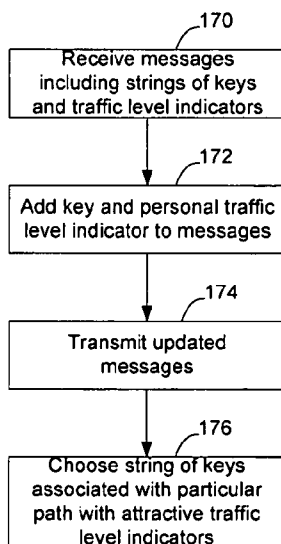 170
Receive messages
including strings of keys
and traffic level indicators
172
Add key and personal traffic
level indicator to messages
174
Transmit updated
messages
176
Choose string of keys
associated with particular
path with attractive traffic
level indicators